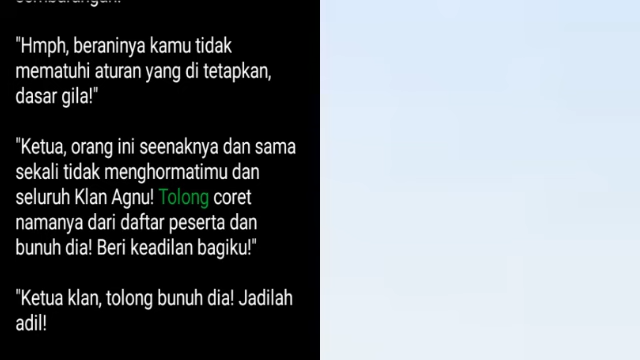 "Hmph, beraninya kamu tidak
mematuhi aturan yang di tetapkan,
dasar gila!"
"Ketua, orang ini seenaknya dan sama
sekali tidak menghormatimu dan
seluruh Klan Agnu! Tolong coret
namanya dari daftar peserta dan
bunuh dia! Beri keadilan bagiku!"
"Ketua klan, tolong bunuh dia! Jadilah
adil!